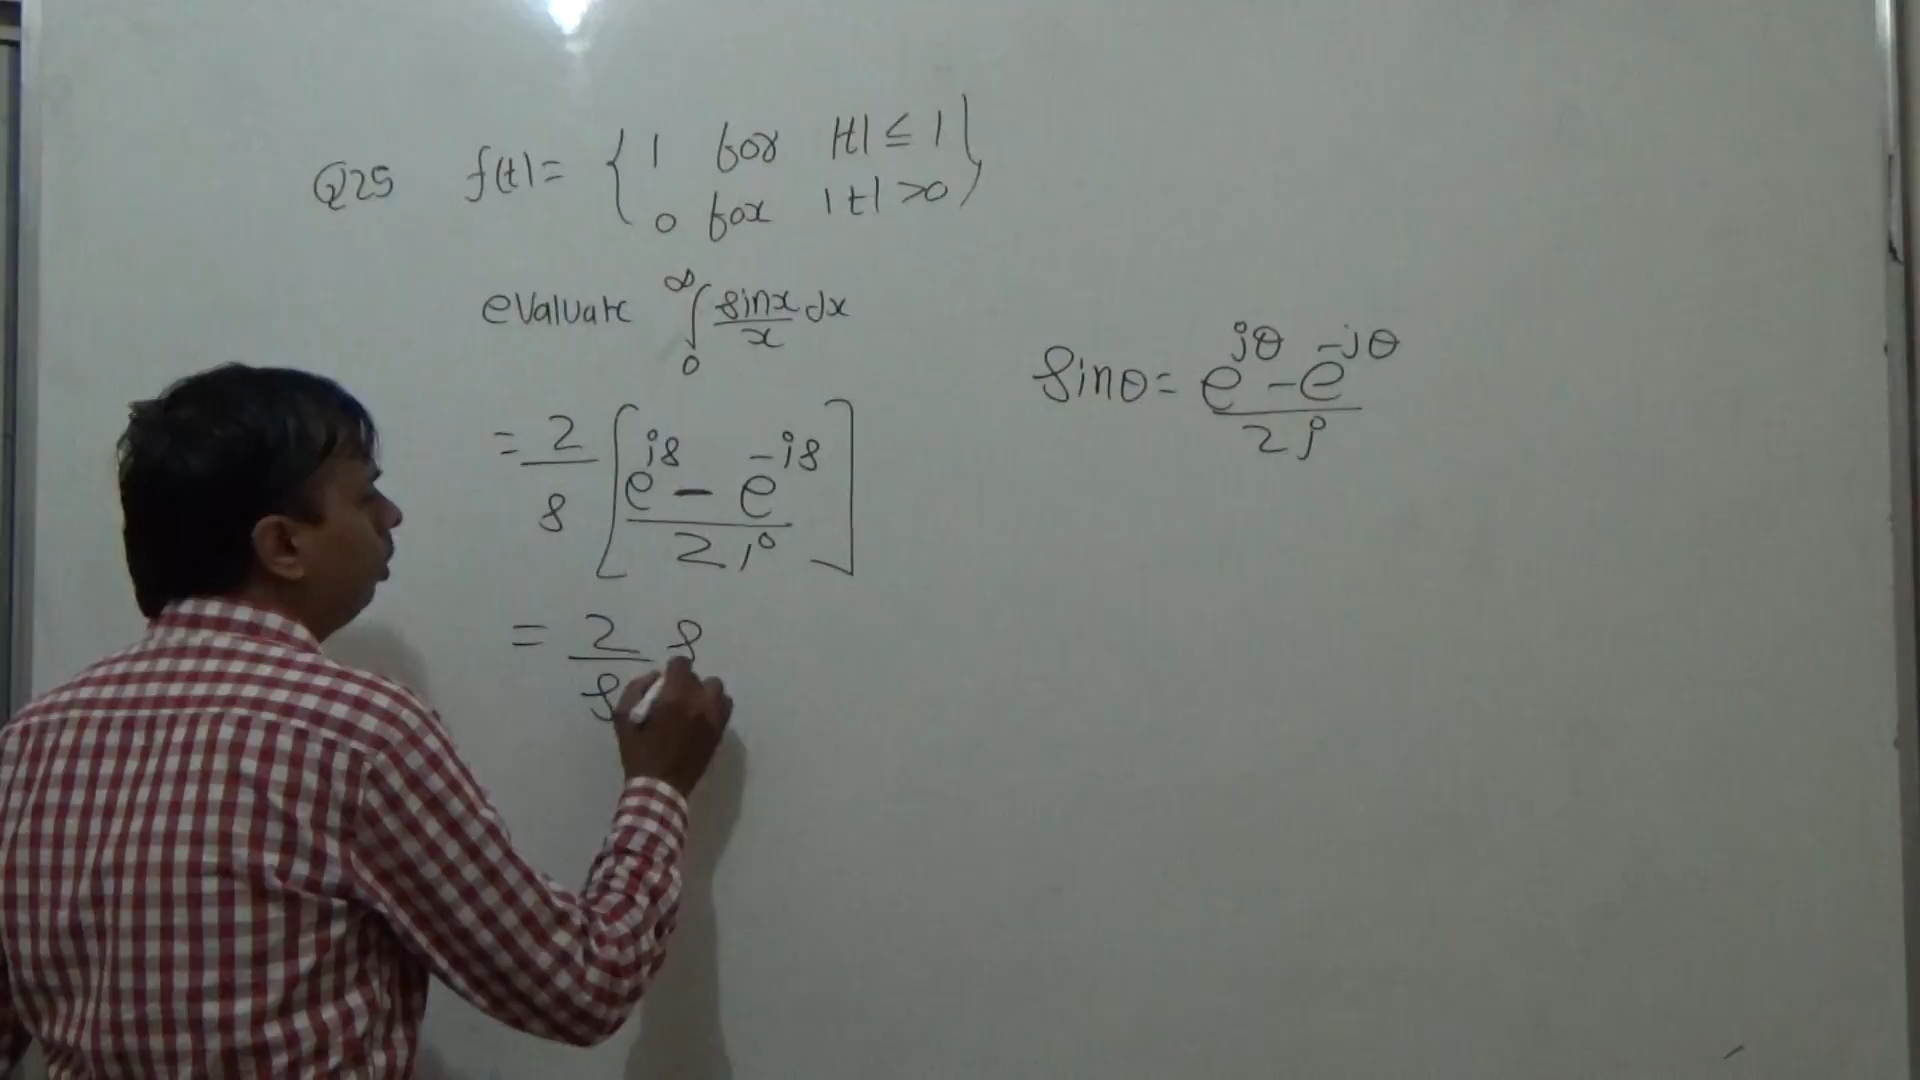 Q25 f(t) = { 1 for |t| ≤ 1
0 for |t| >0 }
evaluate ∫₀^∞ sinx/x dx
sinθ = (e^{jθ} - e^{-jθ})/2j
= 2/s [ (e^{js} - e^{-js})/2j ]
= 2/s s